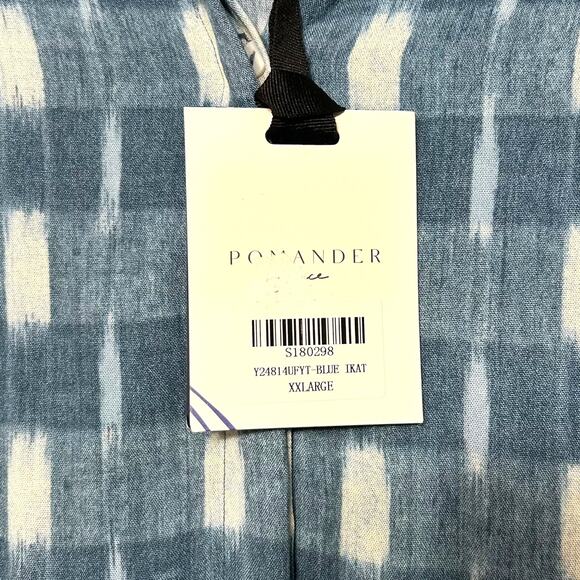 POMANDER
S180298
Y24814UFYT-BLUE IKAT
XXLARGE